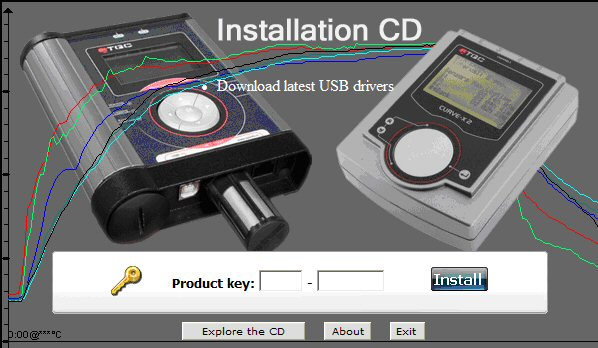 Installation CD
TQC
TQC
Download latest USB drivers
CURVE-X 2
Product key: -
Install
Explore the CD
About
Exit
0:00@***°C